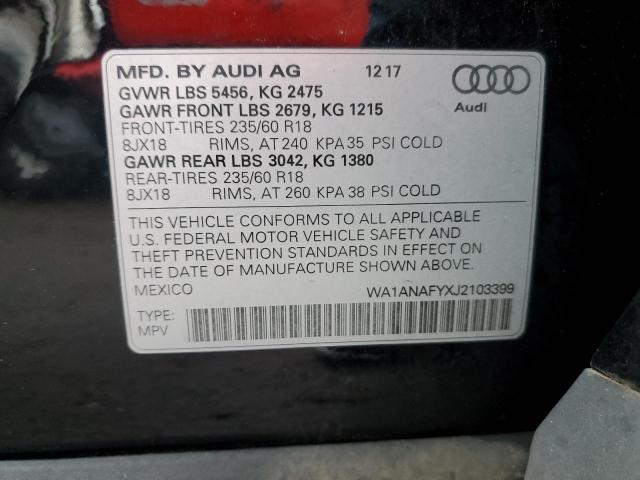 MFD. BY AUDI AG 12 17
GVWR LBS 5456, KG 2475
GAWR FRONT LBS 2679, KG 1215
Audi
FRONT-TIRES 235/60 R18
8JX18 RIMS, AT 240 KPA 35 PSI COLD
GAWR REAR LBS 3042, KG 1380
REAR-TIRES 235/60 R18
8JX18 RIMS, AT 260 KPA 38 PSI COLD
THIS VEHICLE CONFORMS TO ALL APPLICABLE
U.S. FEDERAL MOTOR VEHICLE SAFETY AND
THEFT PREVENTION STANDARDS IN EFFECT ON
THE DATE OF MANUFACTURE SHOWN ABOVE.
MEXICO WA1ANAFYXJ2103399
TYPE:
MPV